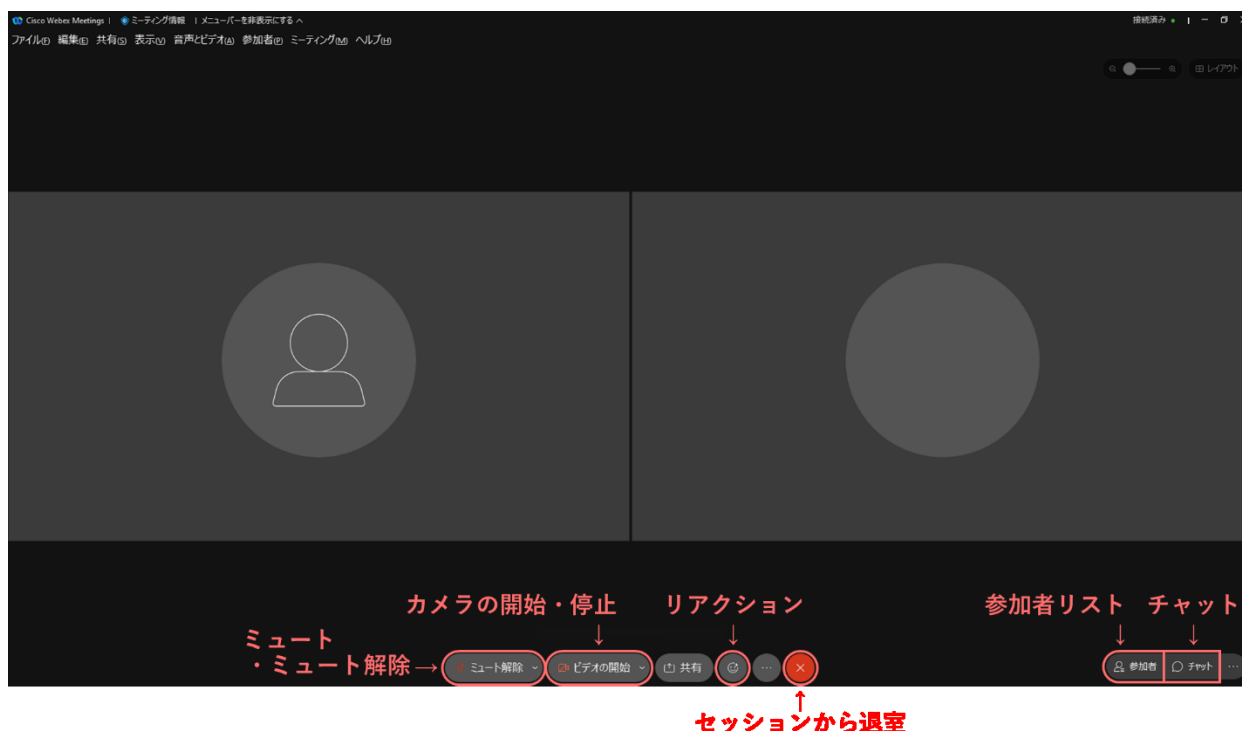 Cisco Webex Meetings | ミーティング情報 | メニューバーを非表示にする 接続済み
ファイル(F) 編集(E) 共有(S) 表示(V) 音声とビデオ(A) 参加者(P) ミーティング(M) ヘルプ(H)
レイアウト
カメラの開始・停止 リアクション 参加者リスト チャット
↓ ↓ ↓ ↓
ミュート
・ミュート解除→ ミュート解除 ビデオの開始 共有 ... × 参加者 チャット ...
↑
セッションから退室